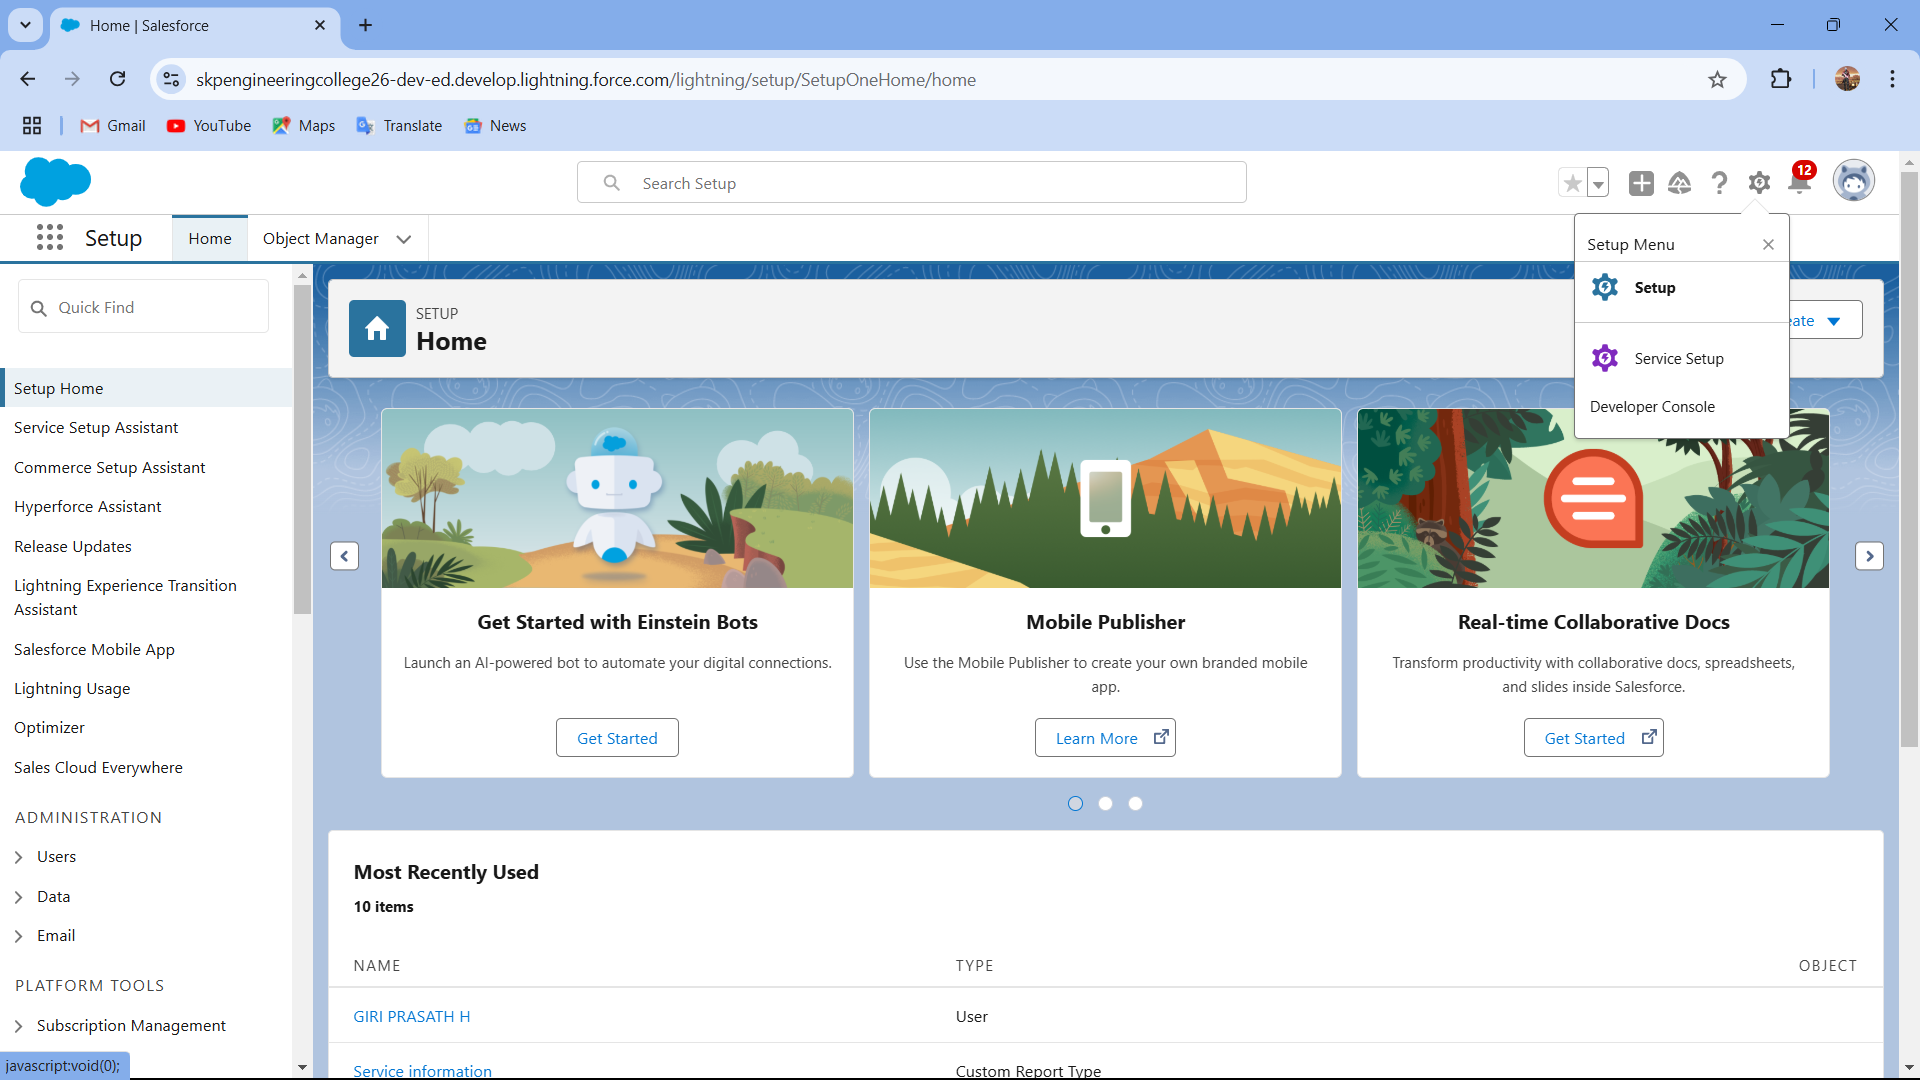 Home | Salesforce
skpengineeringcollege26-dev-ed.develop.lightning.force.com/lightning/setup/SetupOneHome/home
Gmail
YouTube
Maps
Translate
News
Search Setup
12
Setup
Home
Object Manager
Setup Menu
Setup
Service Setup
Developer Console
Quick Find
SETUP
Home
Setup Home
Service Setup Assistant
Commerce Setup Assistant
Hyperforce Assistant
Release Updates
Lightning Experience Transition
Assistant
Salesforce Mobile App
Lightning Usage
Optimizer
Sales Cloud Everywhere
ADMINISTRATION
Users
Data
Email
PLATFORM TOOLS
Subscription Management
javascript:void(0);
Get Started with Einstein Bots
Launch an AI-powered bot to automate your digital connections.
Get Started
Mobile Publisher
Use the Mobile Publisher to create your own branded mobile
app.
Learn More
Real-time Collaborative Docs
Transform productivity with collaborative docs, spreadsheets,
and slides inside Salesforce.
Get Started
Most Recently Used
10 items
NAME TYPE OBJECT
GIRI PRASATH H User
Service information Custom Report Type